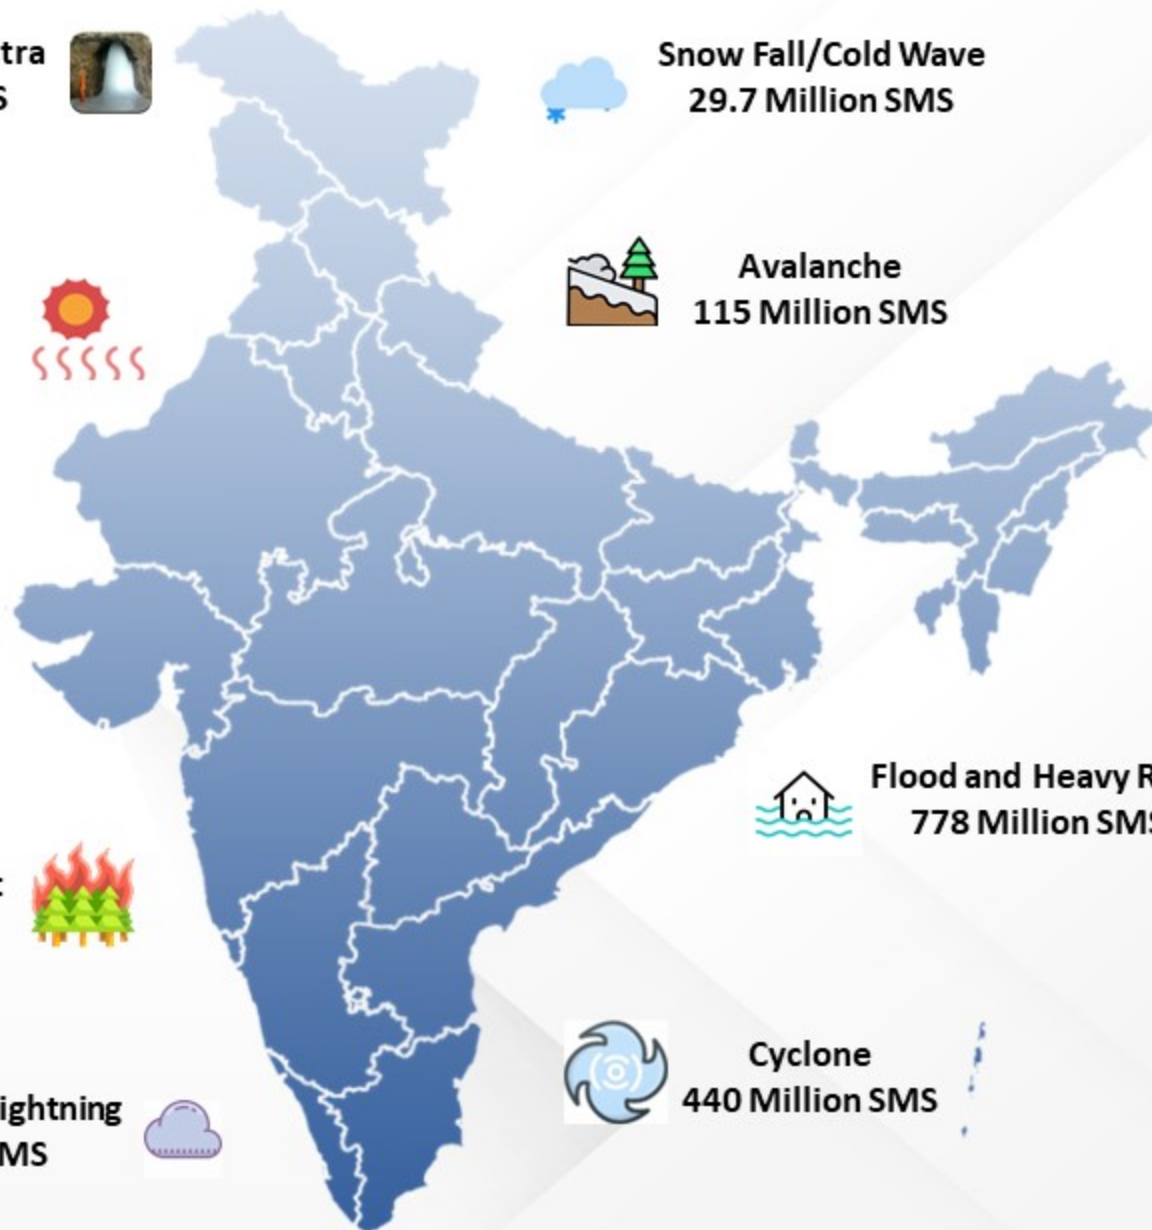 tra
S
Snow Fall/Cold Wave
29.7 Million SMS
Avalanche
115 Million SMS
Flood and Heavy R
778 Million SMS
t
Cyclone
440 Million SMS
ightning
MS